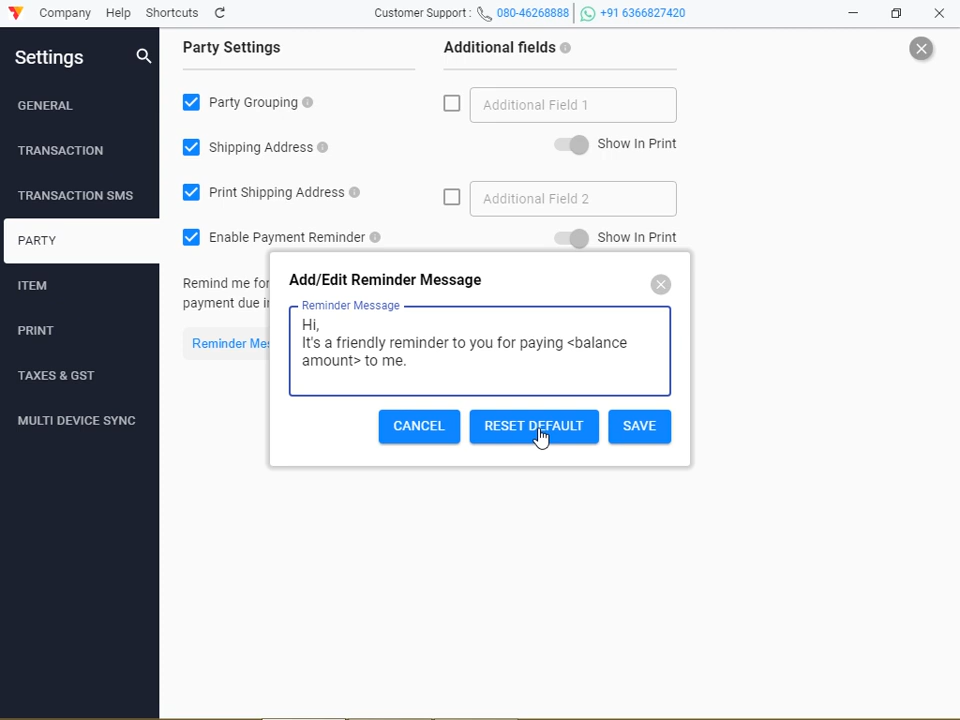 Company Help Shortcuts Customer Support : 080-46268888 +91 6366827420
Settings
GENERAL
TRANSACTION
TRANSACTION SMS
PARTY
ITEM
PRINT
TAXES & GST
MULTI DEVICE SYNC
Party Settings
Party Grouping
Shipping Address
Print Shipping Address
Enable Payment Reminder
Remind me for
payment due in
Reminder Mes
Additional fields
Additional Field 1
Show In Print
Additional Field 2
Show In Print
Add/Edit Reminder Message
Reminder Message
Hi,
It's a friendly reminder to you for paying <balance
amount> to me.
CANCEL RESET DEFAULT SAVE